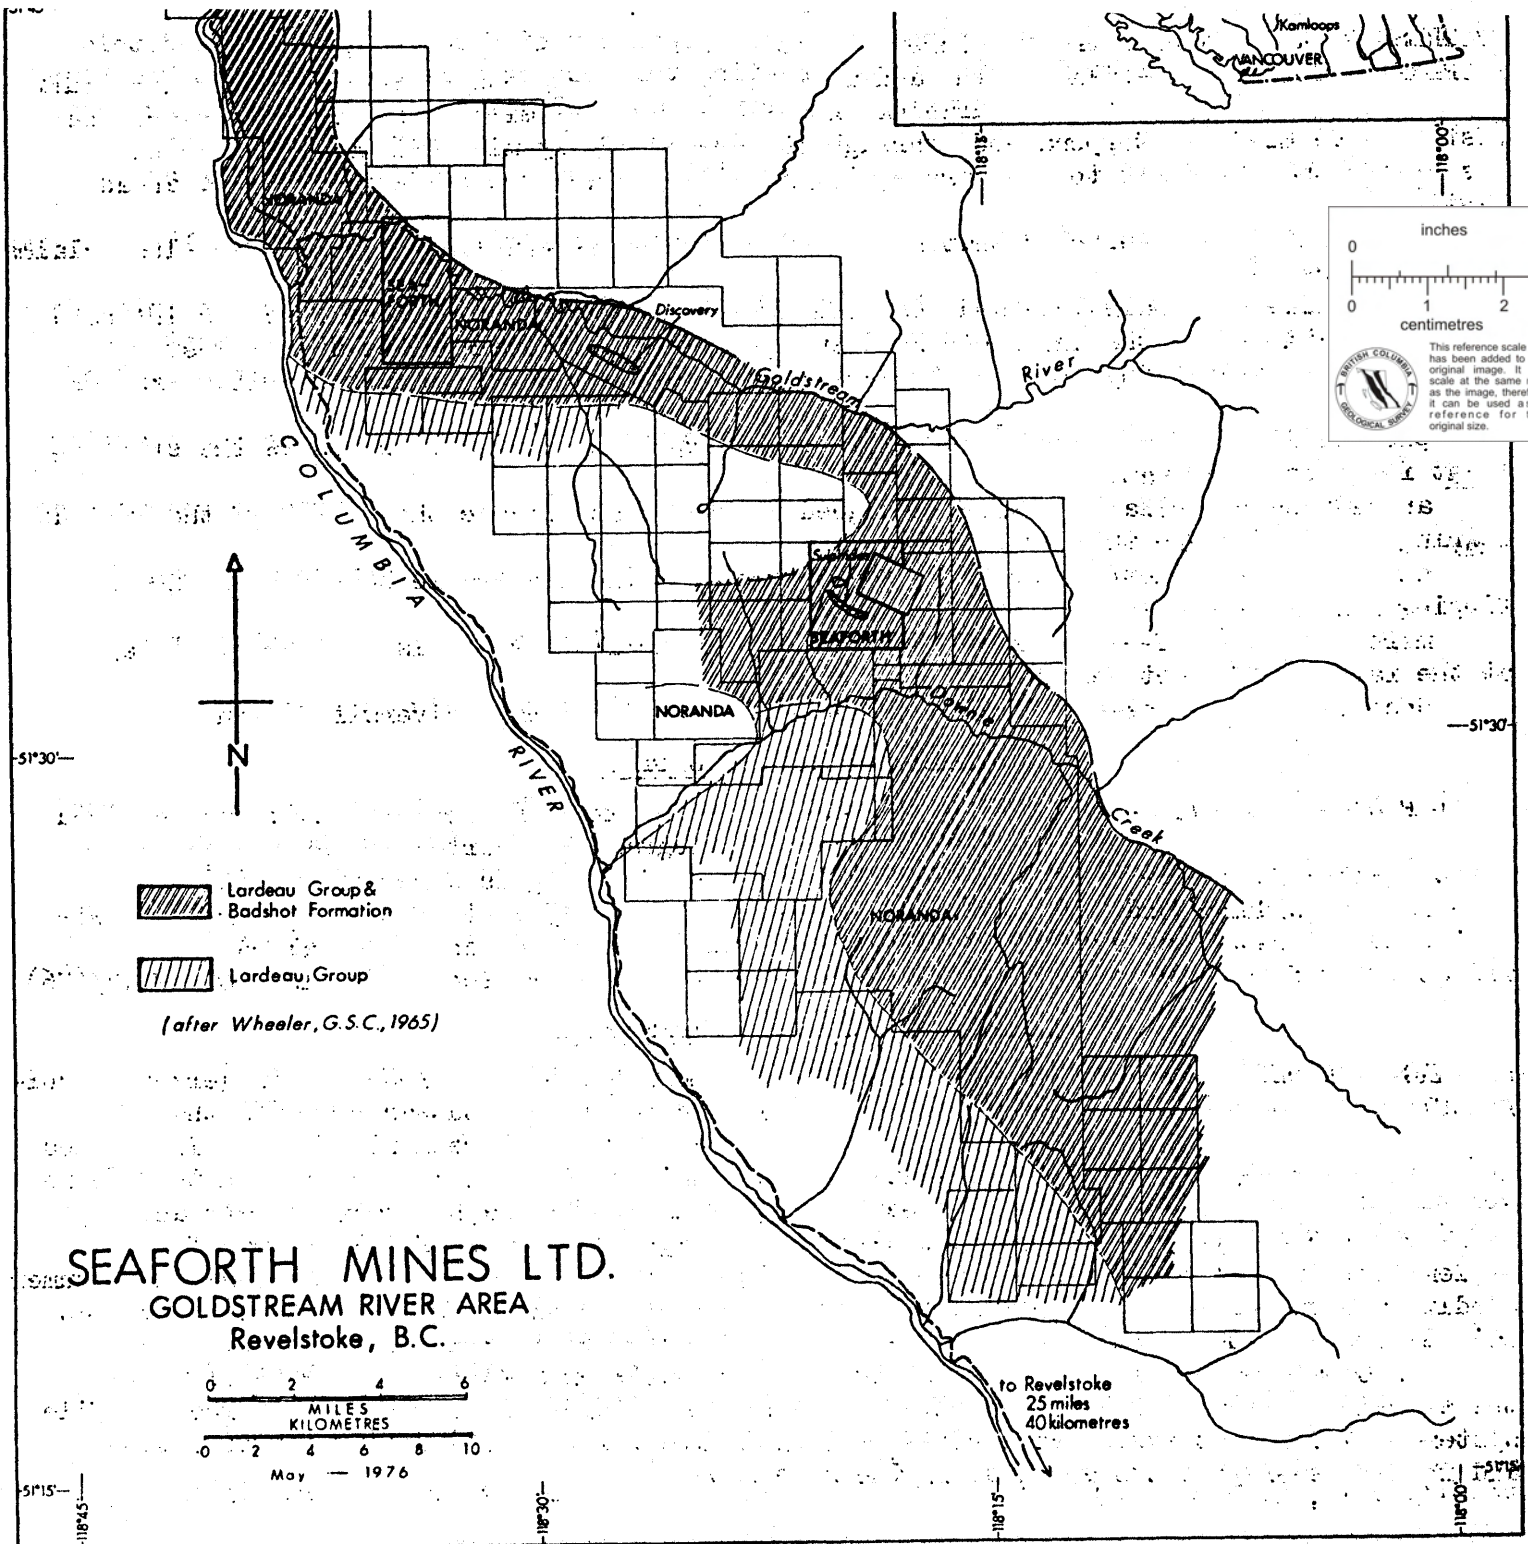 Kamloops
VANCOUVER
118°15'
118°00'
inches
0
0 1 2
centimetres
This reference scale
has been added to
original image. It
scale at the same
as the image, theref
it can be used a
reference for
original size.
BRITISH COLUMBIA
GEOLOGICAL SURVEY
NORANDA
SEA-
FORTH
NORANDA
Discovery
Goldstream
River
COLUMBIA
RIVER
SEAFORTH
NORANDA
Downie
Creek
NORANDA
N
51°30'
51°30'
Lardeau Group &
Badshot Formation
Lardeau Group
(after Wheeler, G.S.C., 1965)
SEAFORTH MINES LTD.
GOLDSTREAM RIVER AREA
Revelstoke, B.C.
0 2 4 6
MILES
KILOMETRES
0 2 4 6 8 10
May — 1976
to Revelstoke
25 miles
40 kilometres
51°15'
51°15'
118°45'
118°30'
118°15'
118°00'